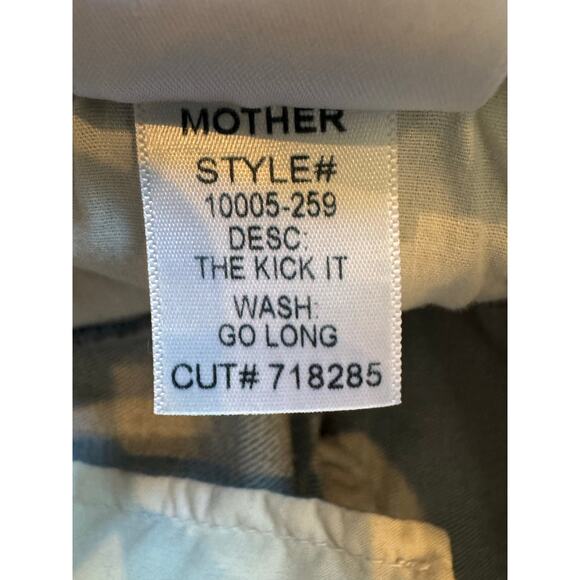 MOTHER
STYLE#
10005-259
DESC:
THE KICK IT
WASH:
GO LONG
CUT# 718285